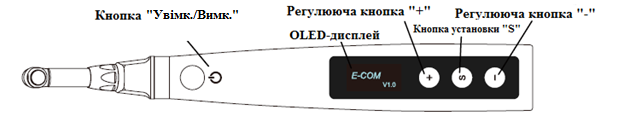 Кнопка "Увімк./Вимк."
Регулююча кнопка "+"
Регулююча кнопка "-"
Кнопка установки "S"
OLED-дисплей
E-COM
V1.0
+
S
−